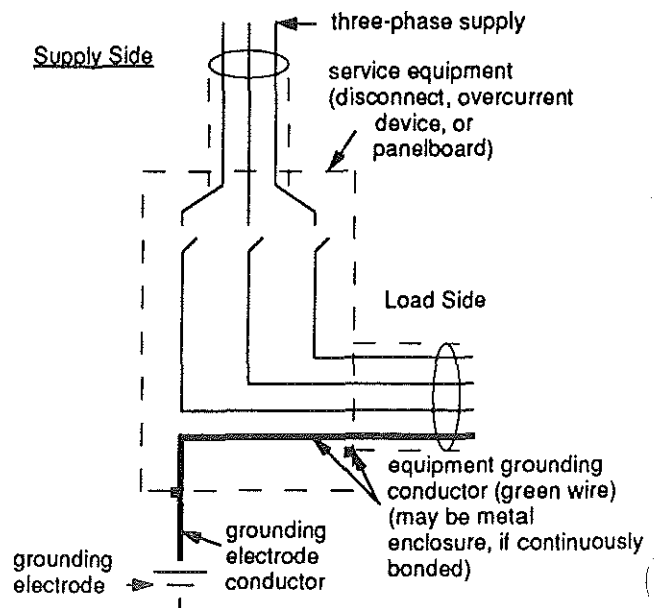 three-phase supply
Supply Side
service equipment
(disconnect, overcurrent
device, or
panelboard)
Load Side
equipment grounding
conductor (green wire)
(may be metal
enclosure, if continuously
bonded)
grounding
electrode
conductor
grounding
electrode